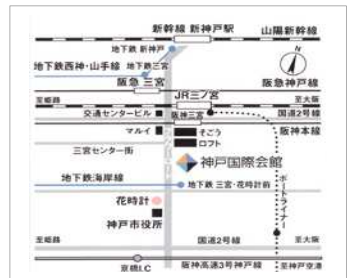 新幹線 新神戸駅
山陽新幹線
地下鉄 新神戸
地下鉄西神・山手線
地下鉄三宮
N
阪急 三宮
阪急神戸線
JR三ノ宮
至姫路
至大阪
交通センタービル
阪神三宮
国道2号線
マルイ
そごう
阪神本線
ロフト
三宮センター街
神戸国際会館
地下鉄海岸線
地下鉄 三宮・花時計前
ポートライナー
花時計
神戸市役所
至姫路
国道2号線
至大阪
京橋I.C
阪神高速3号神戸線
至神戸空港